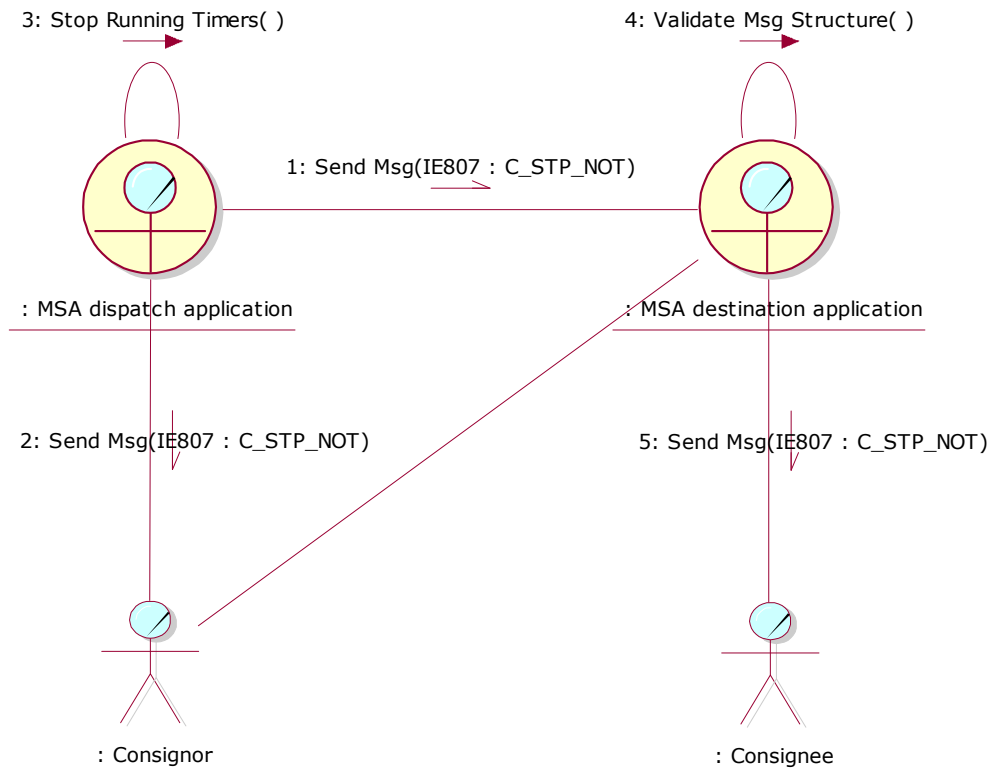 3: Stop Running Timers( )
4: Validate Msg Structure( )
1: Send Msg(IE807 : C_STP_NOT)
: MSA dispatch application
: MSA destination application
2: Send Msg(IE807 : C_STP_NOT)
5: Send Msg(IE807 : C_STP_NOT)
: Consignor
: Consignee